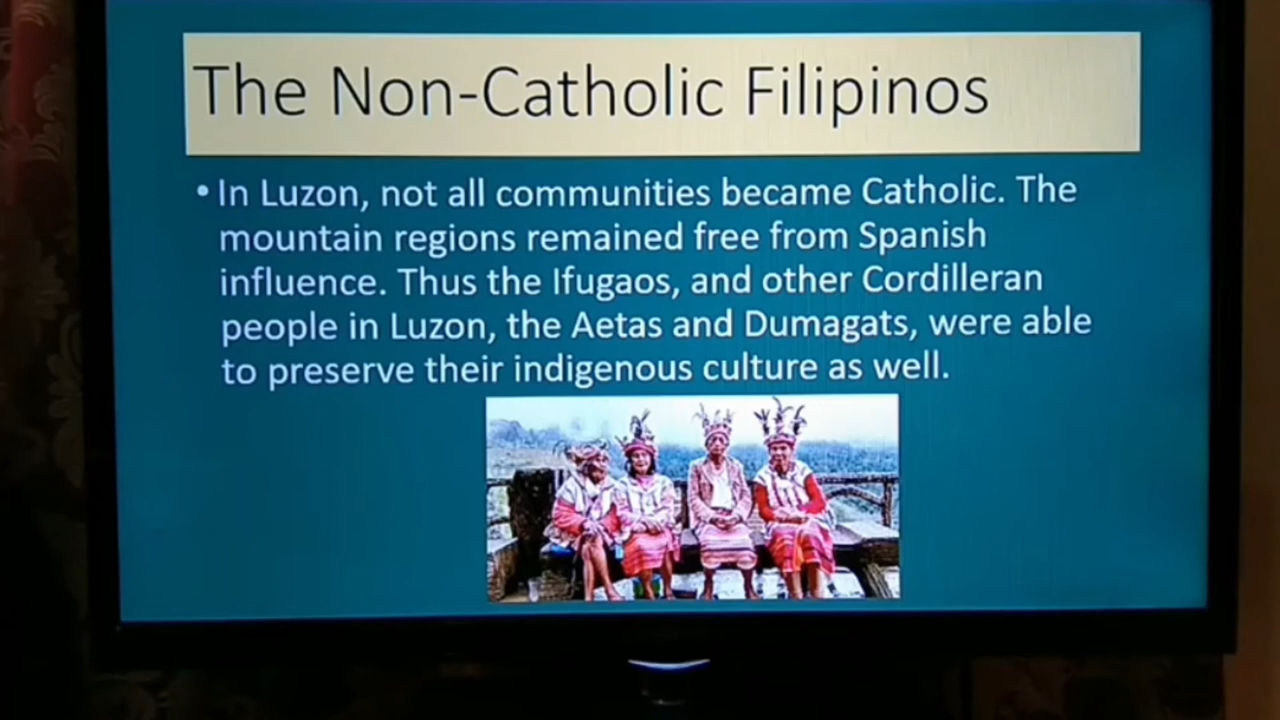 The Non-Catholic Filipinos
• In Luzon, not all communities became Catholic. The
mountain regions remained free from Spanish
influence. Thus the Ifugaos, and other Cordilleran
people in Luzon, the Aetas and Dumagats, were able
to preserve their indigenous culture as well.